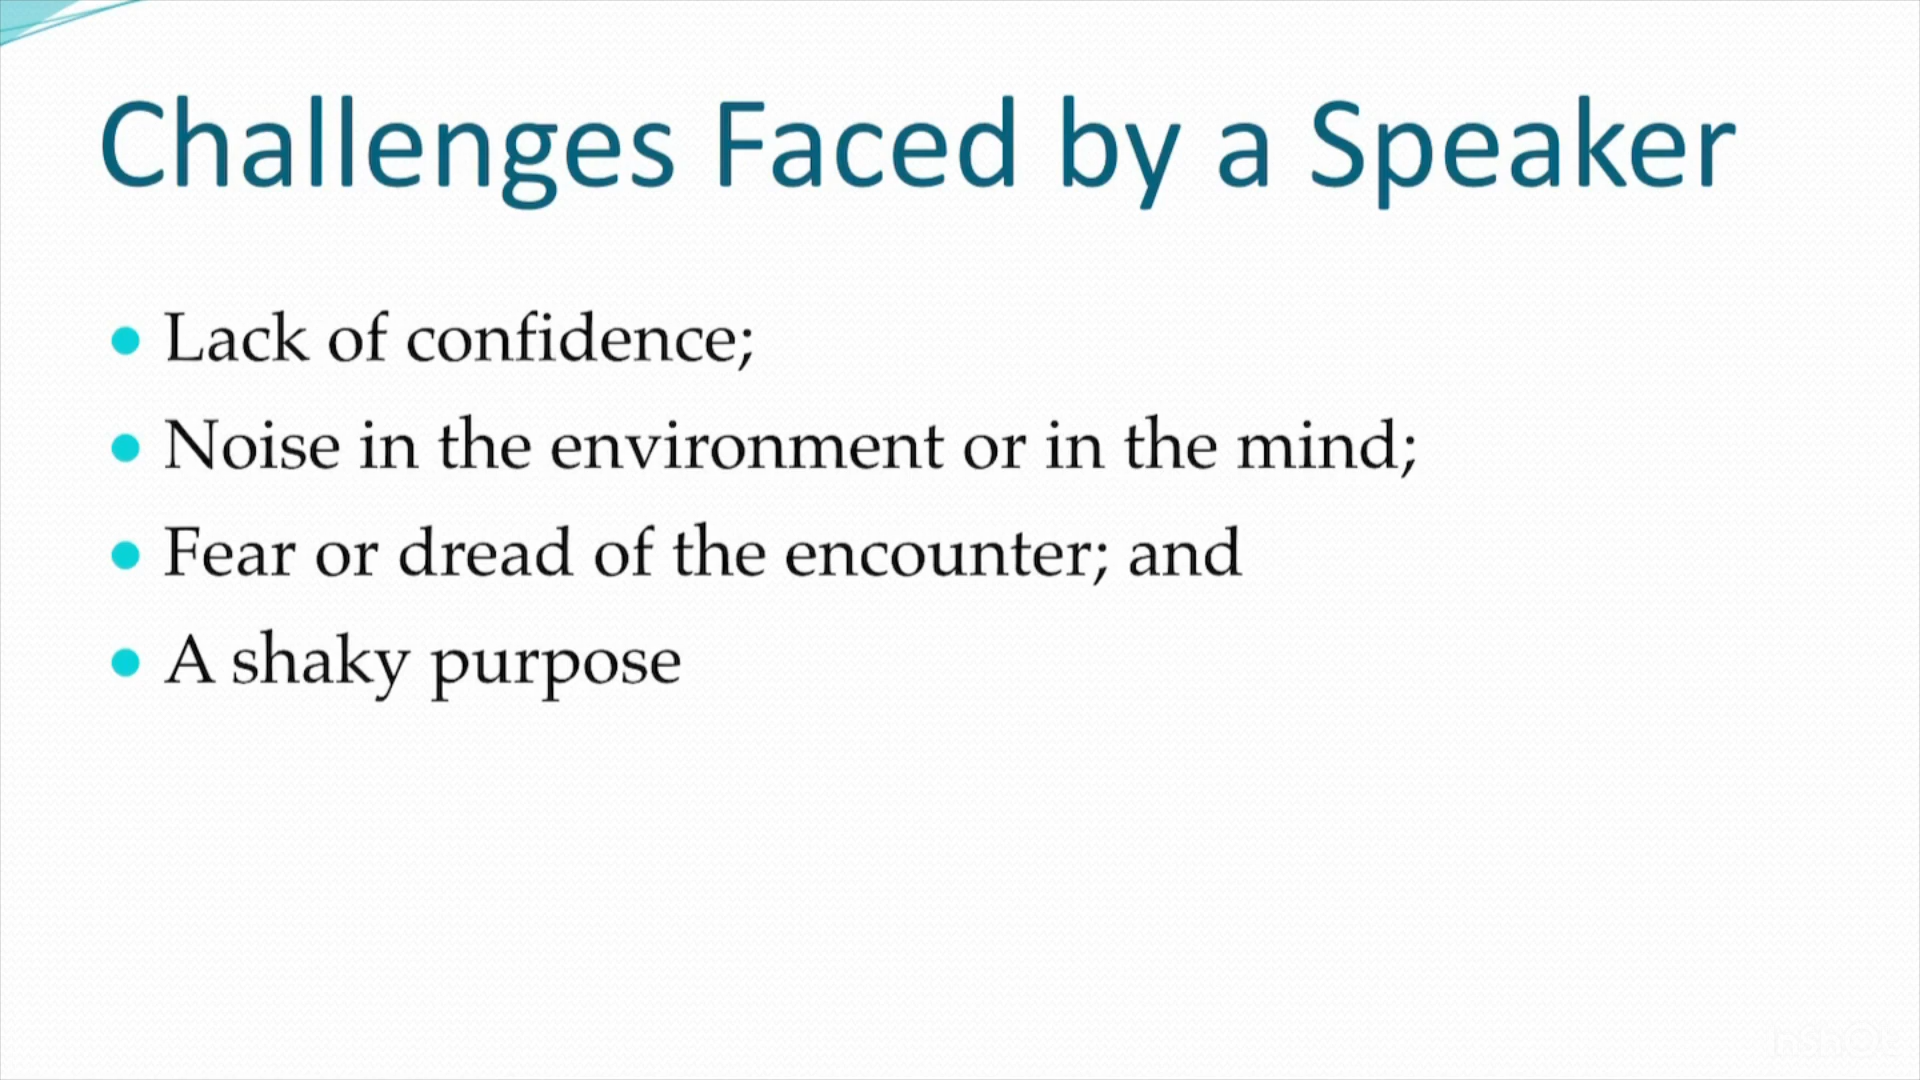 Challenges Faced by a Speaker
Lack of confidence;
Noise in the environment or in the mind;
Fear or dread of the encounter; and
A shaky purpose